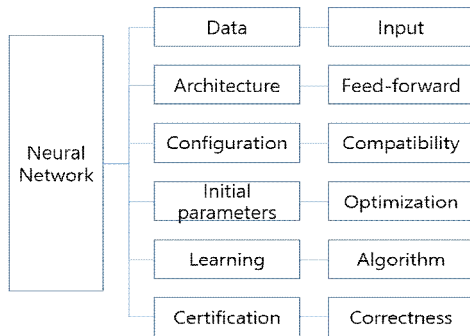 Neural
Network
Data
Input
Architecture
Feed-forward
Configuration
Compatibility
Initial
parameters
Optimization
Learning
Algorithm
Certification
Correctness